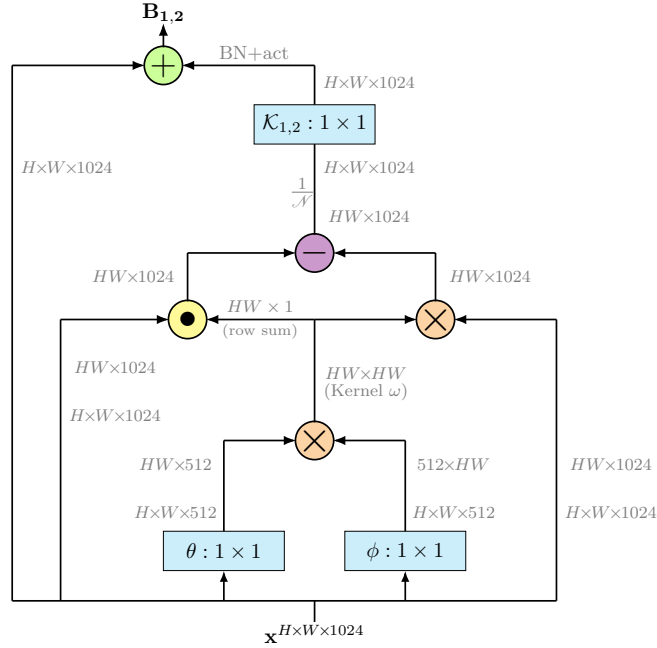 B₁,₂
+
BN+act
H×W×1024
𝒦₁,₂ : 1 × 1
H×W×1024
H×W×1024
1/𝒩
HW×1024
−
HW×1024
HW×1024
HW × 1
(row sum)
•
×
HW×1024
HW×HW
(Kernel ω)
H×W×1024
×
HW×512
512×HW
HW×1024
H×W×512
H×W×512
H×W×1024
θ : 1 × 1
ϕ : 1 × 1
x^{H×W×1024}